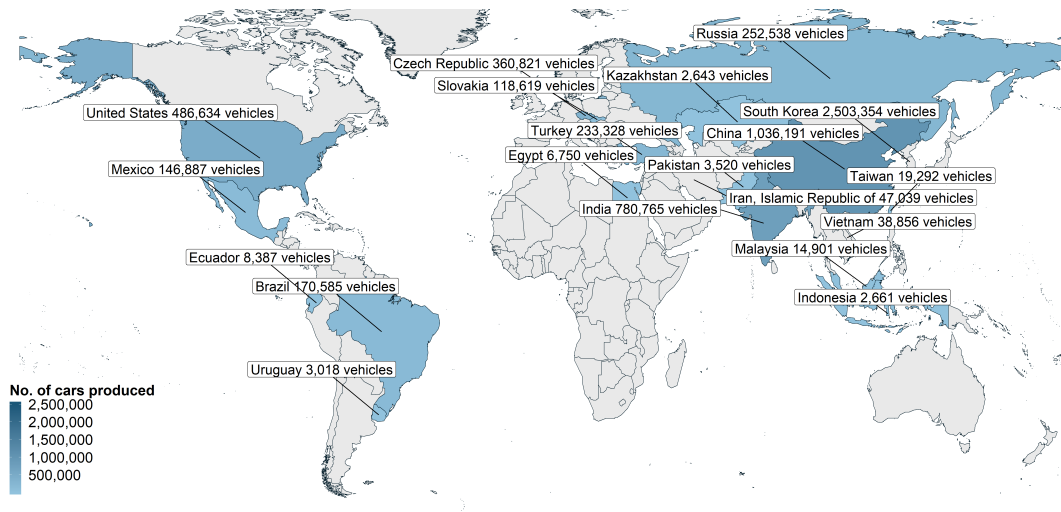 Russia 252,538 vehicles
Czech Republic 360,821 vehicles
Kazakhstan 2,643 vehicles
Slovakia 118,619 vehicles
United States 486,634 vehicles
South Korea 2,503,354 vehicles
Turkey 233,328 vehicles
China 1,036,191 vehicles
Egypt 6,750 vehicles
Mexico 146,887 vehicles
Pakistan 3,520 vehicles
Taiwan 19,292 vehicles
Iran, Islamic Republic of 47,039 vehicles
India 780,765 vehicles
Vietnam 38,856 vehicles
Malaysia 14,901 vehicles
Ecuador 8,387 vehicles
Brazil 170,585 vehicles
Indonesia 2,661 vehicles
Uruguay 3,018 vehicles
No. of cars produced
2,500,000
2,000,000
1,500,000
1,000,000
500,000